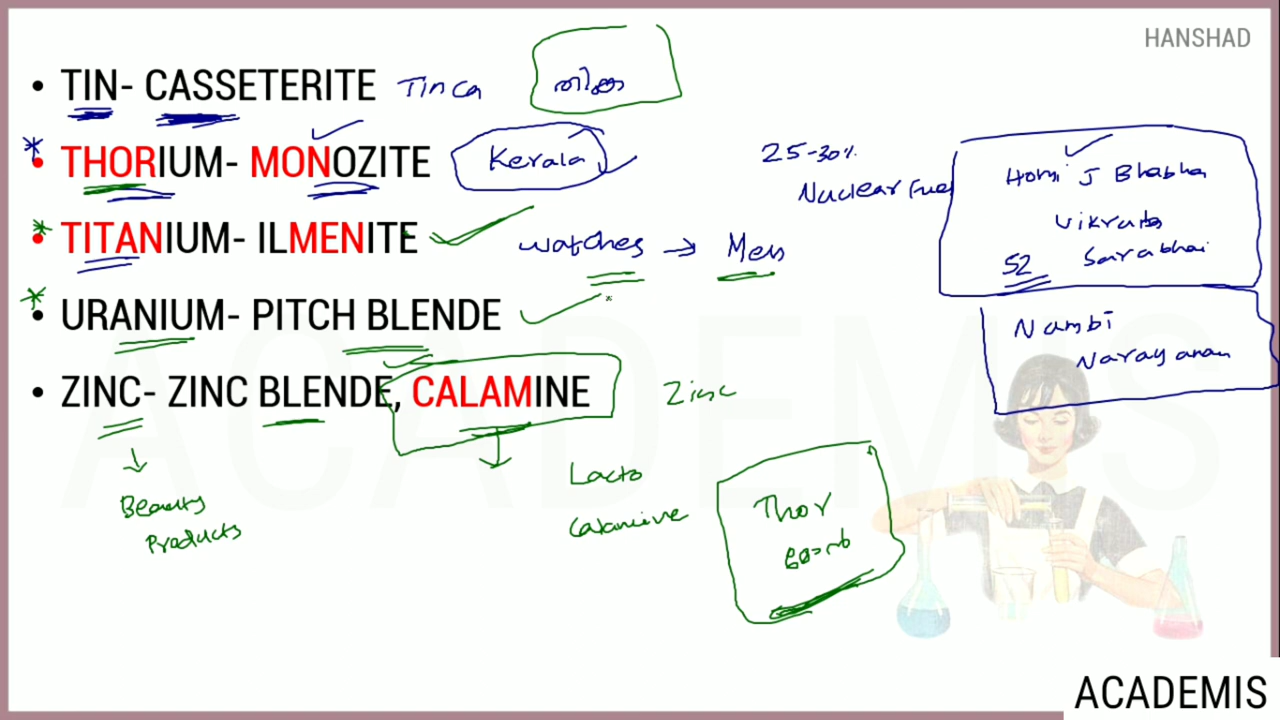 HANSHAD
• TIN- CASSETERITE Tinca
• THORIUM- MONOZITE Kerala
25-30%
Nuclear Fuel
Homi J Bhabha
Vikram
Sarabhai
52
• TITANIUM- ILMENITE watches → Men
• URANIUM- PITCH BLENDE
Nambi
Narayanan
• ZINC- ZINC BLENDE, CALAMINE Zinc
Beauty
Products
Lacto
Calamine
Thor
ACADEMIS
ACADEMIS